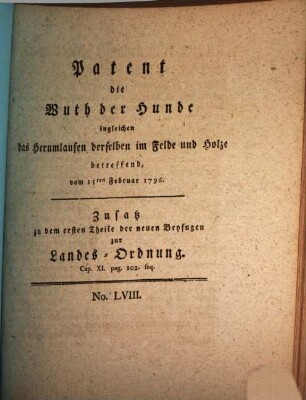 Patent
die
Wuth der Hunde
ingleichen
das Herumlaufen derselben im Felde und Holze
betreffend,
vom 15ten Februar 1796.
Zusatz
zu dem ersten Theile der neuen Beyfugen
zur
Landes-Ordnung.
Cap. XI. pag. 102. seq.
No. LVIII.